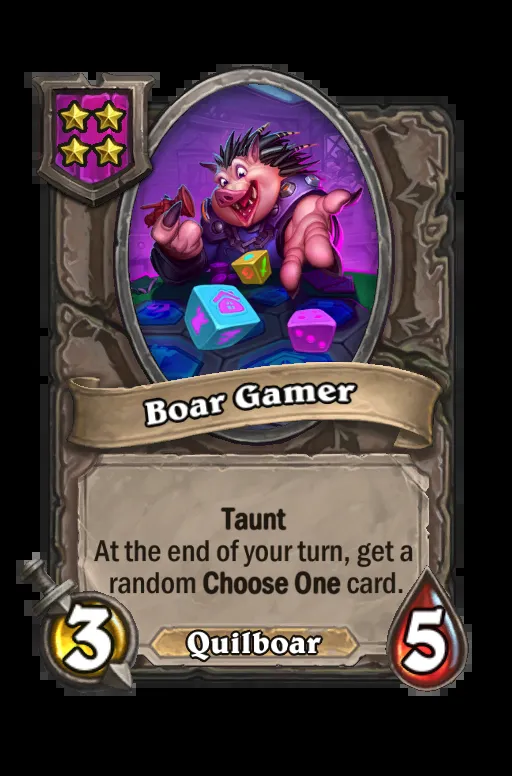 Boar Gamer
Taunt
At the end of your turn, get a
random Choose One card.
3
Quilboar
5